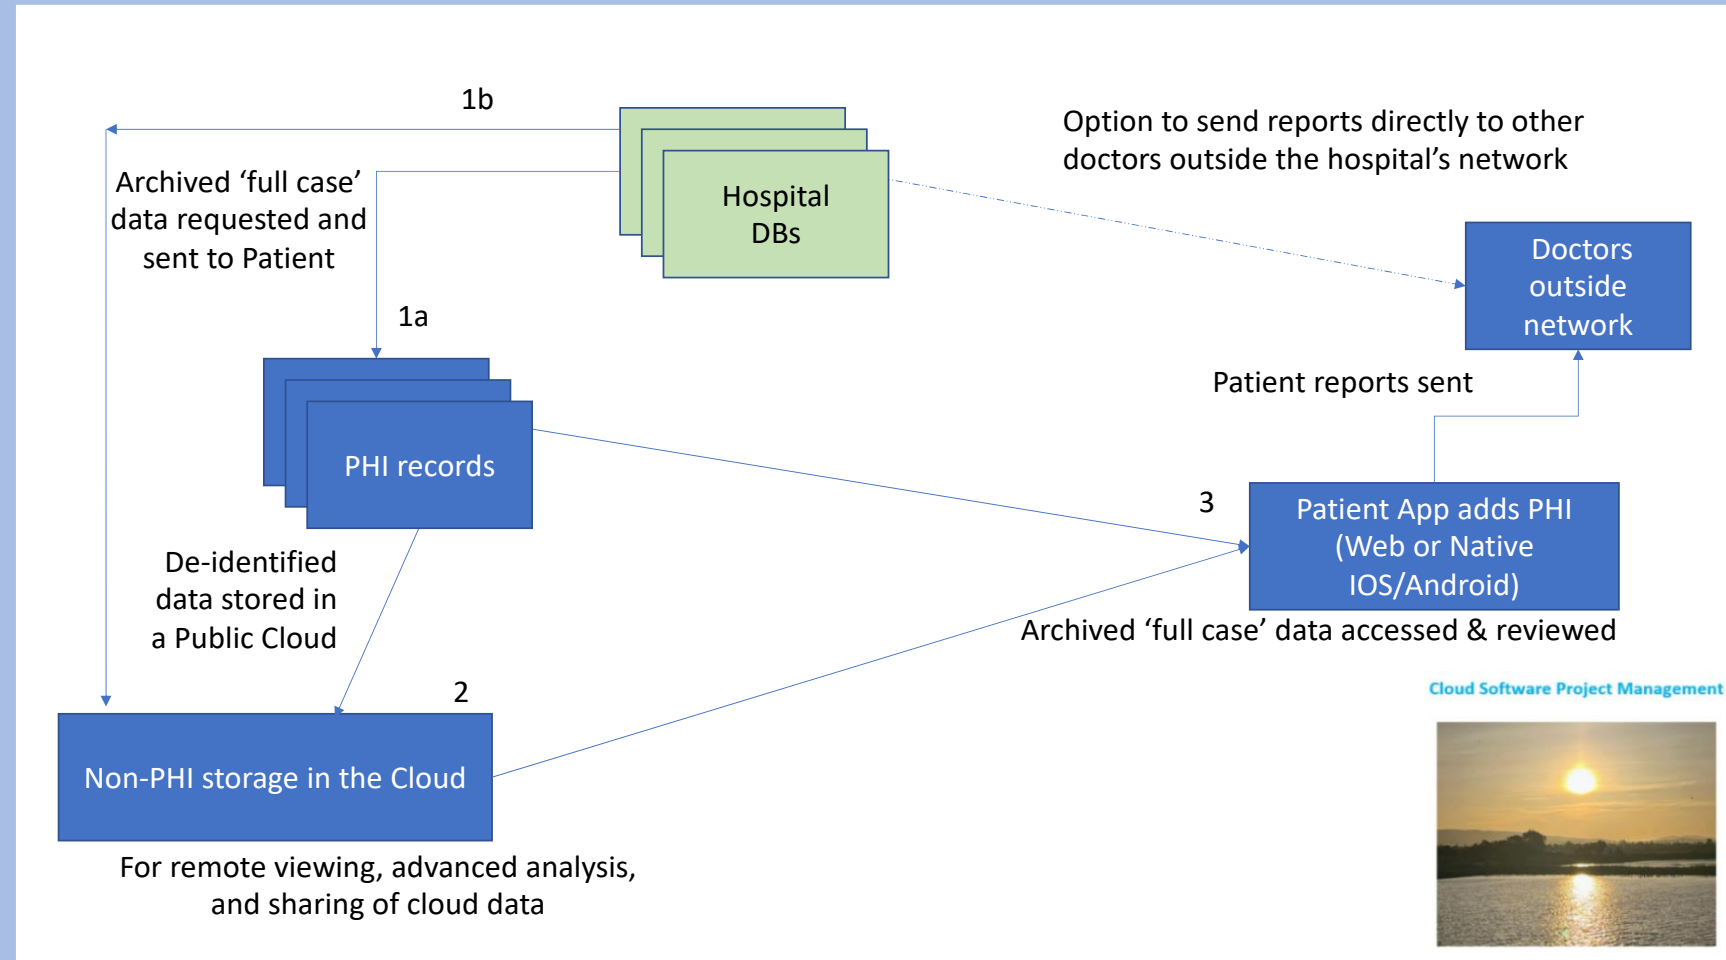 1b
Archived ‘full case’
data requested and
sent to Patient
Hospital
DBs
Option to send reports directly to other
doctors outside the hospital’s network
Doctors
outside
network
1a
Patient reports sent
PHI records
3
Patient App adds PHI
(Web or Native
IOS/Android)
Archived ‘full case’ data accessed & reviewed
De-identified
data stored in
a Public Cloud
2
Non-PHI storage in the Cloud
For remote viewing, advanced analysis,
and sharing of cloud data
Cloud Software Project Management